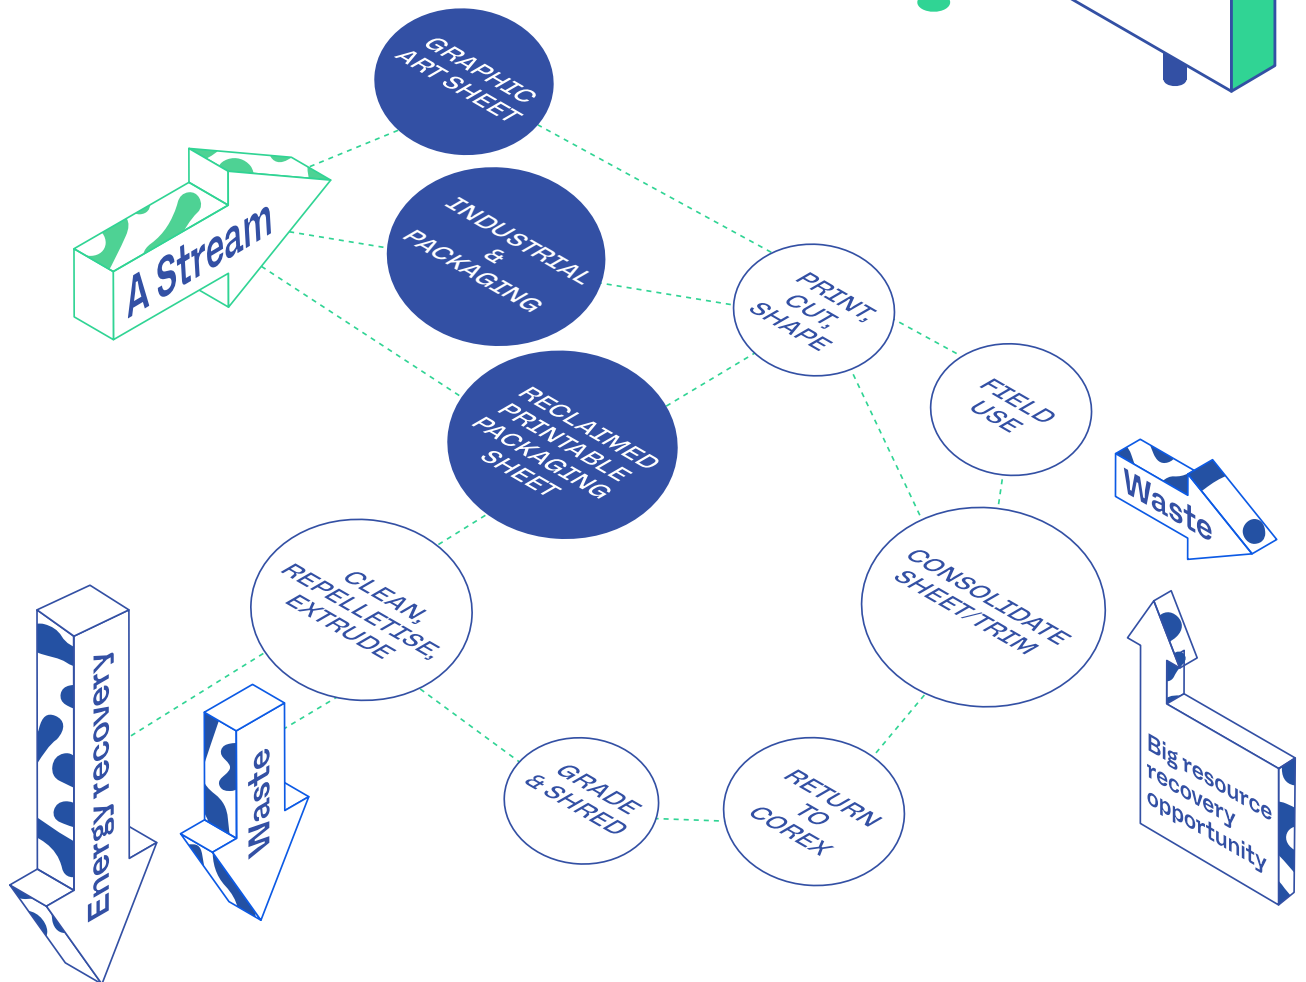 GRAPHIC
ART SHEET
A Stream
INDUSTRIAL
&
PACKAGING
PRINT,
CUT,
SHAPE
RECLAIMED
PRINTABLE
PACKAGING
SHEET
FIELD
USE
Waste
CLEAN,
REPELLETISE,
EXTRUDE
CONSOLIDATE
SHEET/TRIM
Energy recovery
Waste
GRADE
& SHRED
RETURN
TO
COREX
Big resource
recovery
opportunity